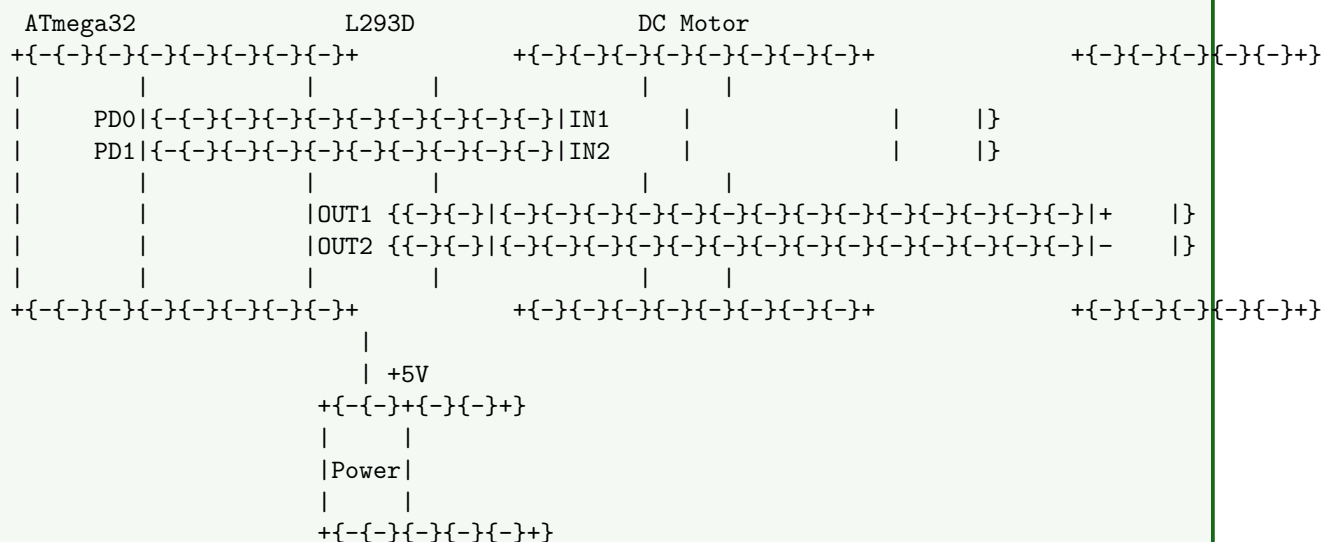 ATmega32 L293D DC Motor
+{-{-}{-}{-}{-}{-}{-}{-}+ +{-}{-}{-}{-}{-}{-}{-}{-}+ +{-}{-}{-}{-}{-}+}
| | | | | |
| PD0|{-{-}{-}{-}{-}{-}{-}{-}{-}{-}|IN1 | | |}
| PD1|{-{-}{-}{-}{-}{-}{-}{-}{-}{-}|IN2 | | |}
| | | | | |
| | |OUT1 {{-}{-}|{-}{-}{-}{-}{-}{-}{-}{-}{-}{-}{-}{-}{-}{-}|+ |}
| | |OUT2 {{-}{-}|{-}{-}{-}{-}{-}{-}{-}{-}{-}{-}{-}{-}{-}{-}|- |}
| | | | | |
+{-{-}{-}{-}{-}{-}{-}{-}+ +{-}{-}{-}{-}{-}{-}{-}{-}+ +{-}{-}{-}{-}{-}+}
|
| +5V
+{-{-}+{-}{-}+}
| |
|Power|
| |
+{-{-}{-}{-}{-}+}